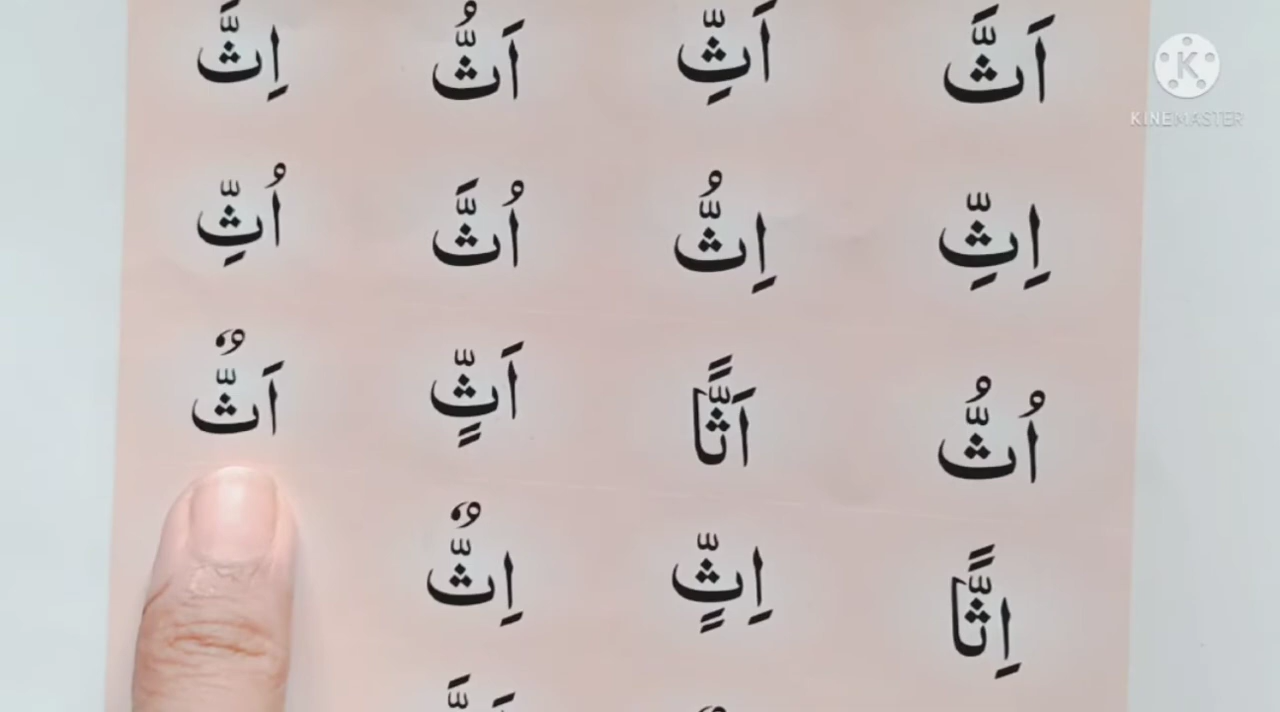 اَثَّ اَثِّ اَثُّ اِثَّ
اِثِّ اِثُّ اُثَّ اُثِّ
اُثُّ اَثًّا اَثٍّ اَثٌّ
اِثًّا اِثٍّ اِثٌّ
KINEMASTER